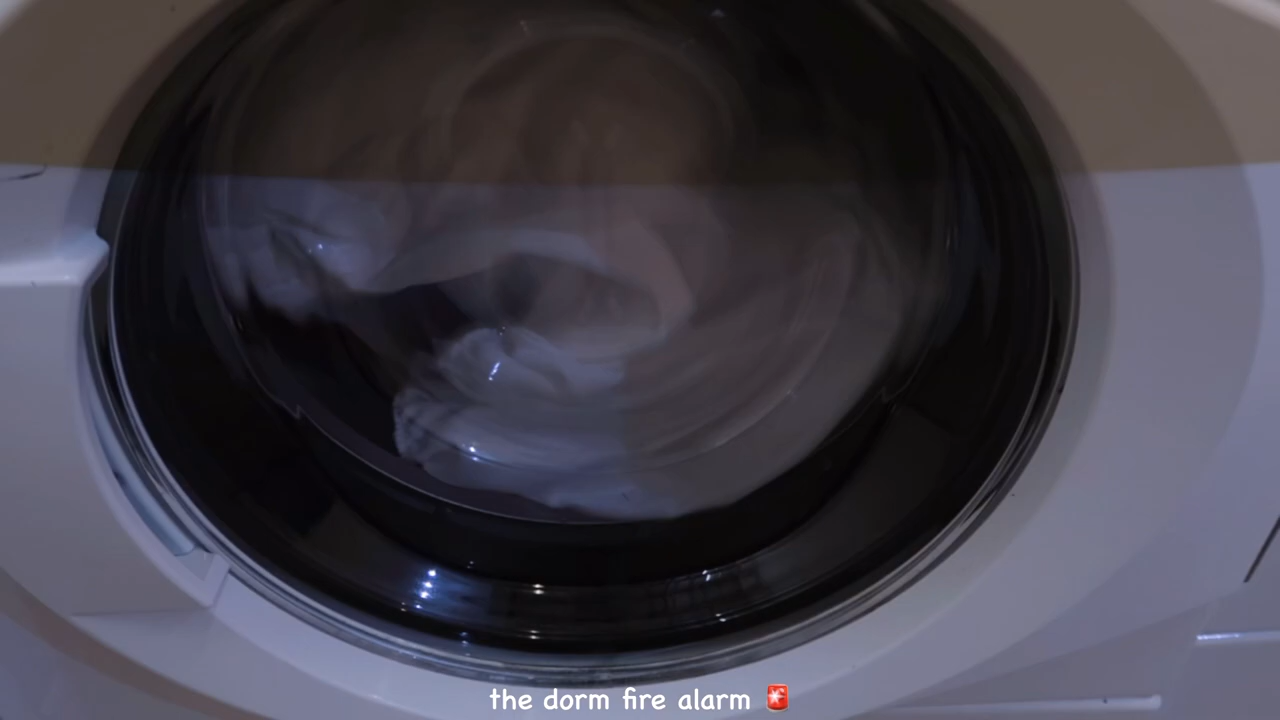 the dorm fire alarm 🚨